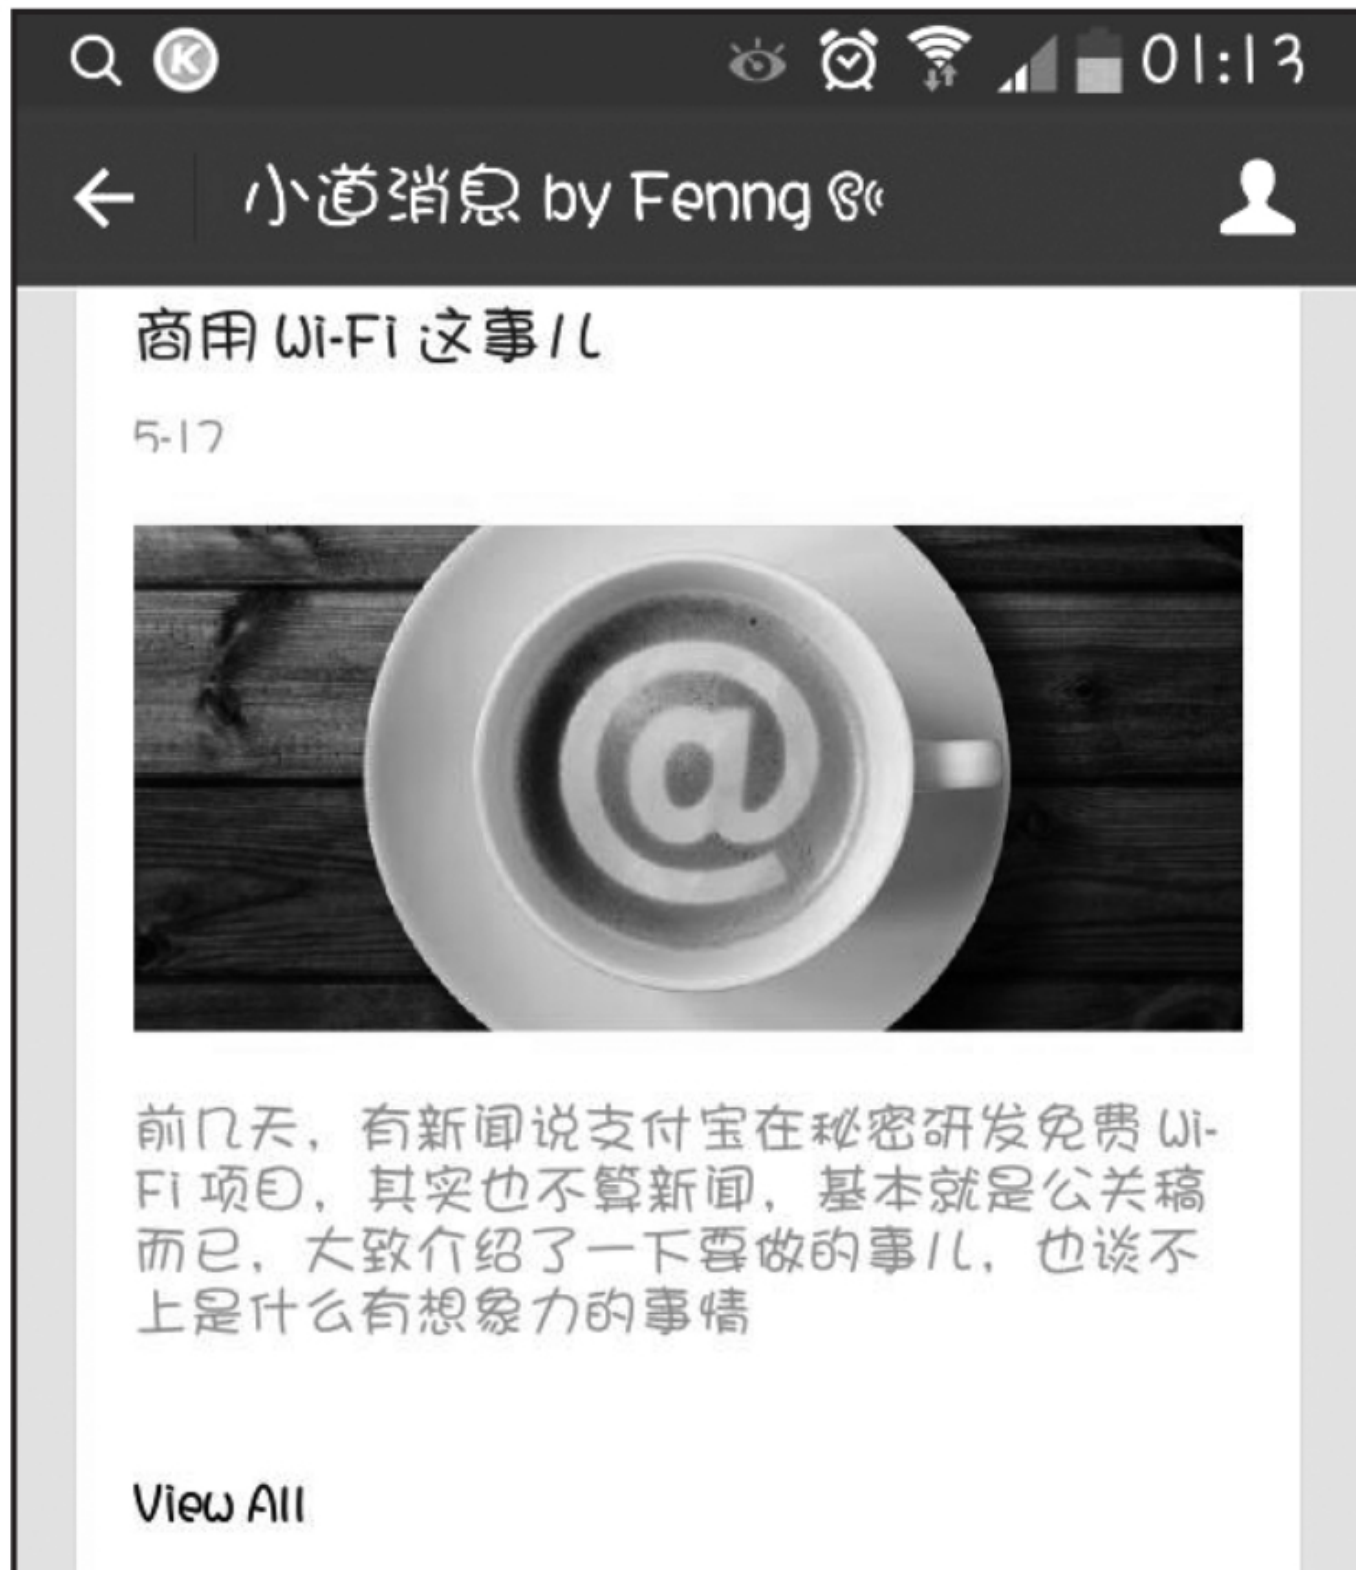 K
01:13
小道消息 by Fenng
商用 Wi-Fi 这事儿
5-17
@
前几天，有新闻说支付宝在秘密研发免费 Wi-
Fi 项目，其实也不算新闻，基本就是公关稿
而已，大致介绍了一下要做的事儿，也谈不
上是什么有想象力的事情
View All